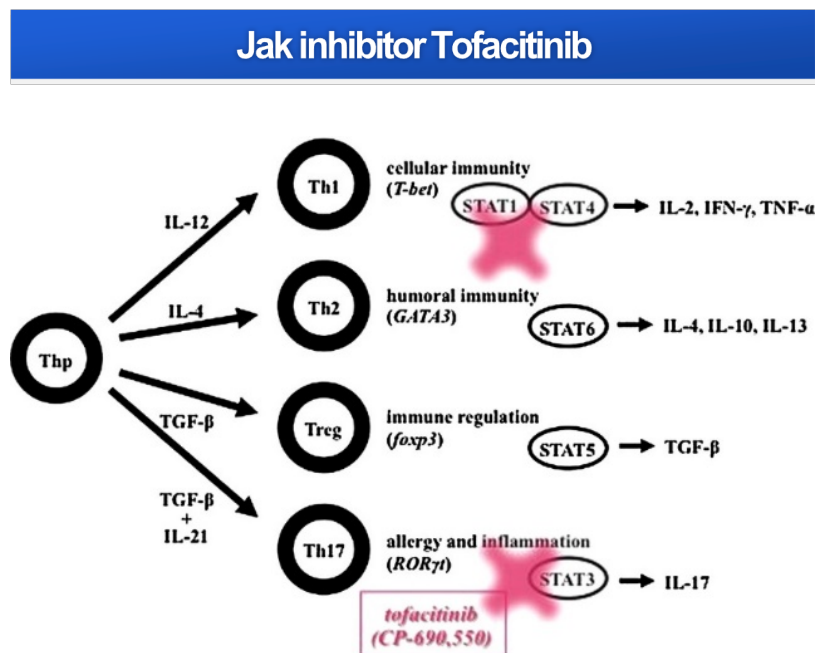 Jak inhibitor Tofacitinib
Th1
cellular immunity
(T-bet)
STAT1
STAT4
IL-2, IFN-γ, TNF-α
IL-12
Th2
humoral immunity
(GATA3)
STAT6
IL-4, IL-10, IL-13
IL-4
Thp
Treg
immune regulation
(foxp3)
STAT5
TGF-β
TGF-β
Th17
allergy and inflammation
(RORγt)
STAT3
IL-17
TGF-β
+
IL-21
tofacitinib
(CP-690,550)